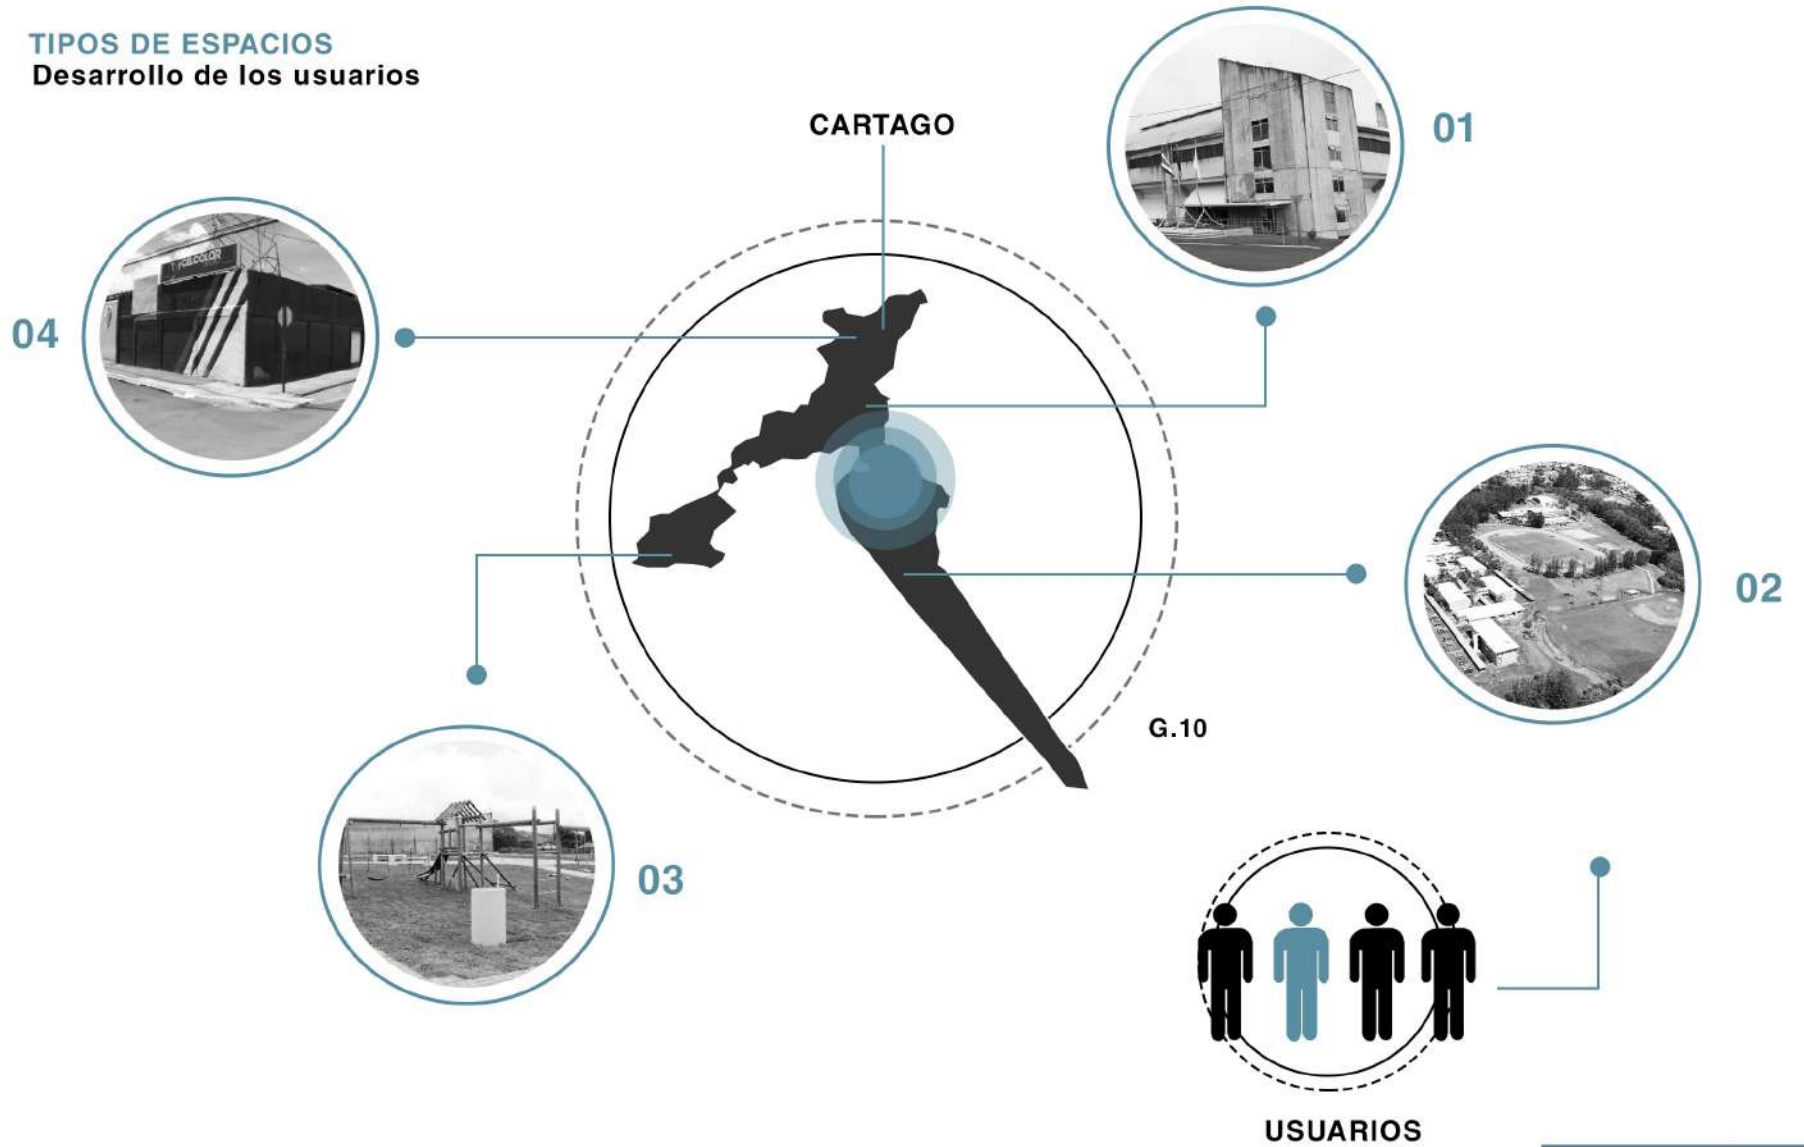 TIPOS DE ESPACIOS
Desarrollo de los usuarios
CARTAGO
01
04
02
G.10
03
USUARIOS